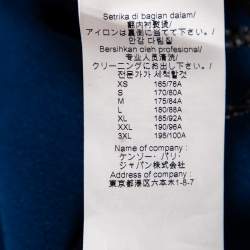 Setrika di bagian dalam/
翻内衬熨烫/
アイロンは裏側に当てて下さい/
안감 다림질
Bersihkan oleh profesional/
专业人员清洗/
クリーニングにお出し下さい/
전문가가 세척할것
XS 165/76A
S 170/80A
M 175/84A
L 180/88A
XL 185/92A
XXL 190/96A
3XL 195/100A
Name of company :
ケンゾー・パリ・
ジャパン株式会社
Address of company :
東京都港区六本木1-8-7